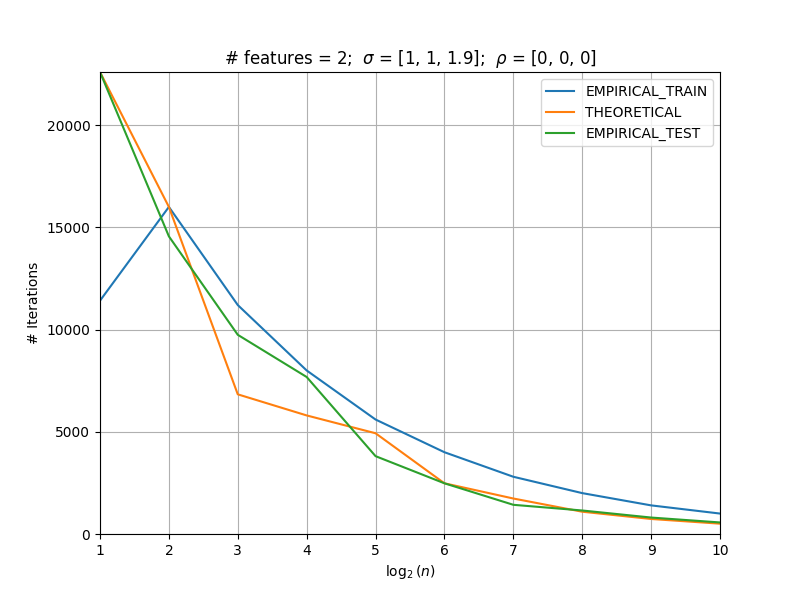 # features = 2; σ = [1, 1, 1.9]; ρ = [0, 0, 0]
EMPIRICAL_TRAIN
THEORETICAL
EMPIRICAL_TEST
# Iterations
20000
15000
10000
5000
0
1 2 3 4 5 6 7 8 9 10
log₂(n)